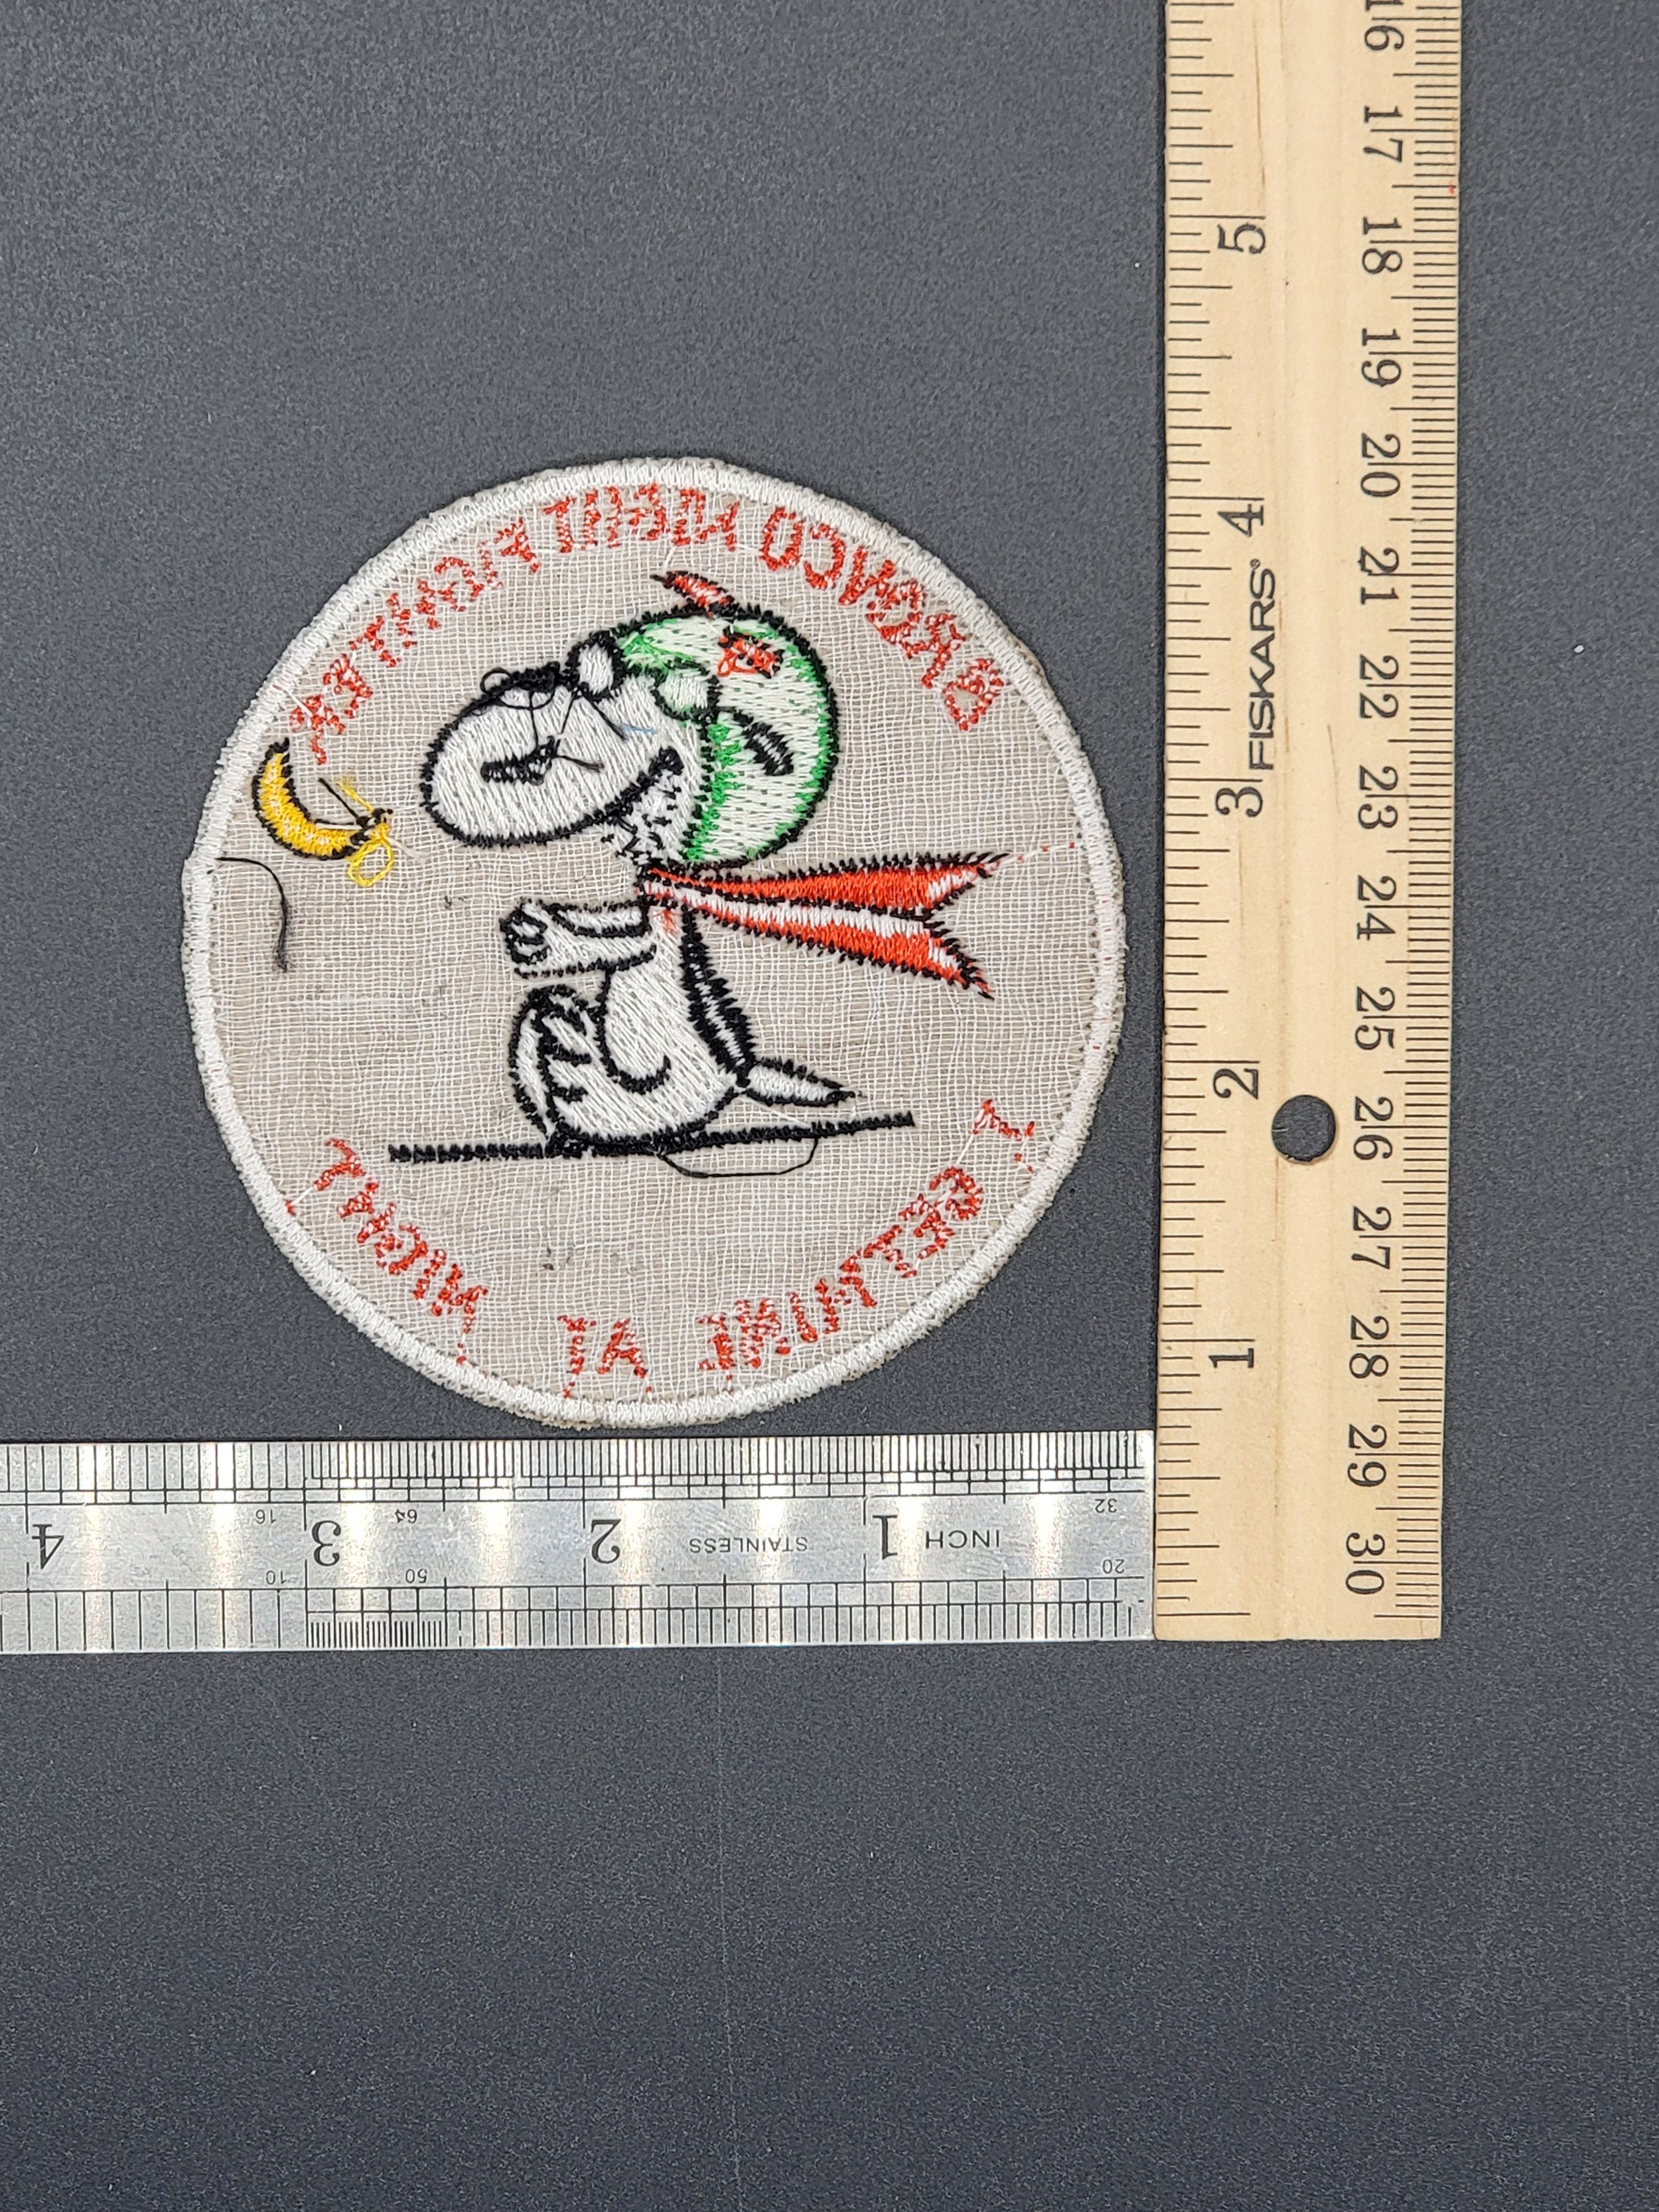 BRONCO NIGHT FIGHTER
I GET MINE AT NIGHT
5 4 3 2 1
FISKARS®
16 17 18 19 20 21 22 23 24 25 26 27 28 29 30
32 64 16
INCH 1 STAINLESS 2 3 4
20 50 10